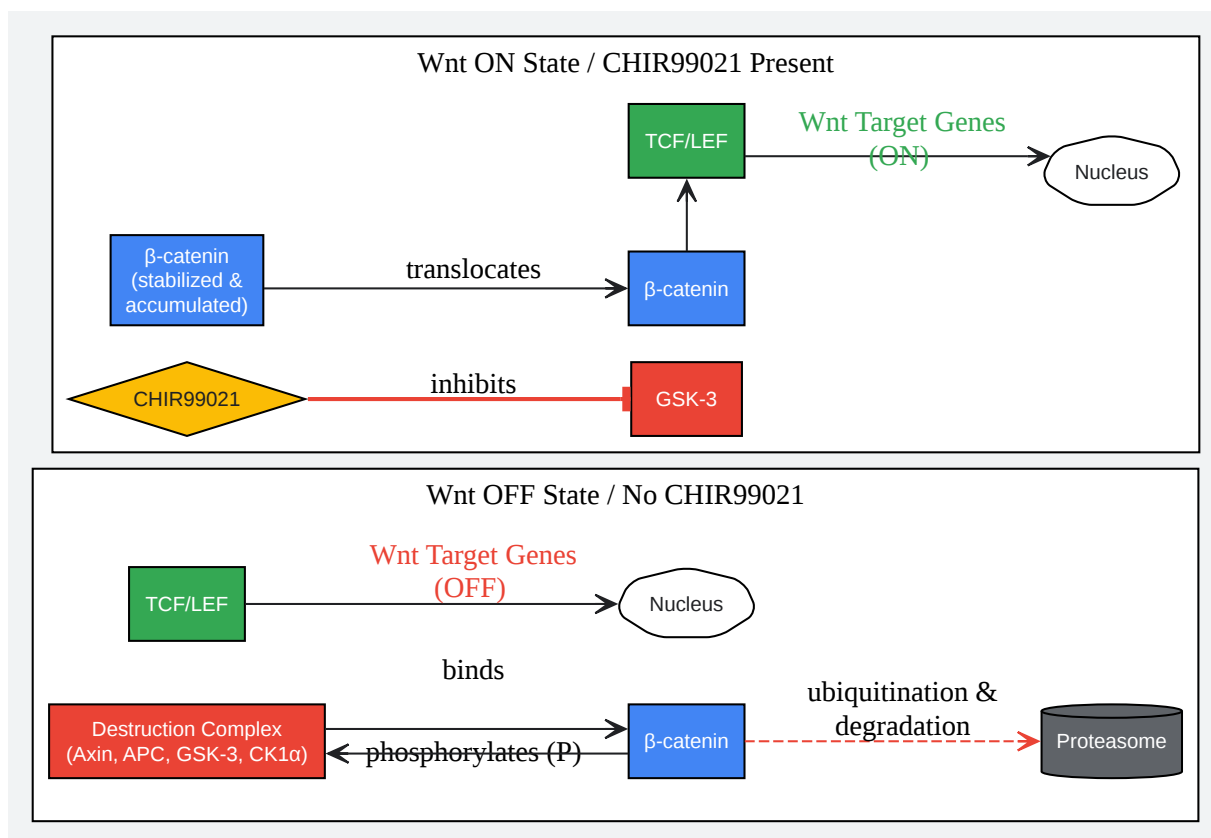 Wnt ON State / CHIR99021 Present
TCF/LEF
Wnt Target Genes
(ON)
Nucleus
β-catenin
(stabilized &
accumulated)
translocates
β-catenin
CHIR99021
inhibits
GSK-3
Wnt OFF State / No CHIR99021
TCF/LEF
Wnt Target Genes
(OFF)
Nucleus
binds
Destruction Complex
(Axin, APC, GSK-3, CK1α)
phosphorylates (P)
β-catenin
ubiquitination &
degradation
Proteasome